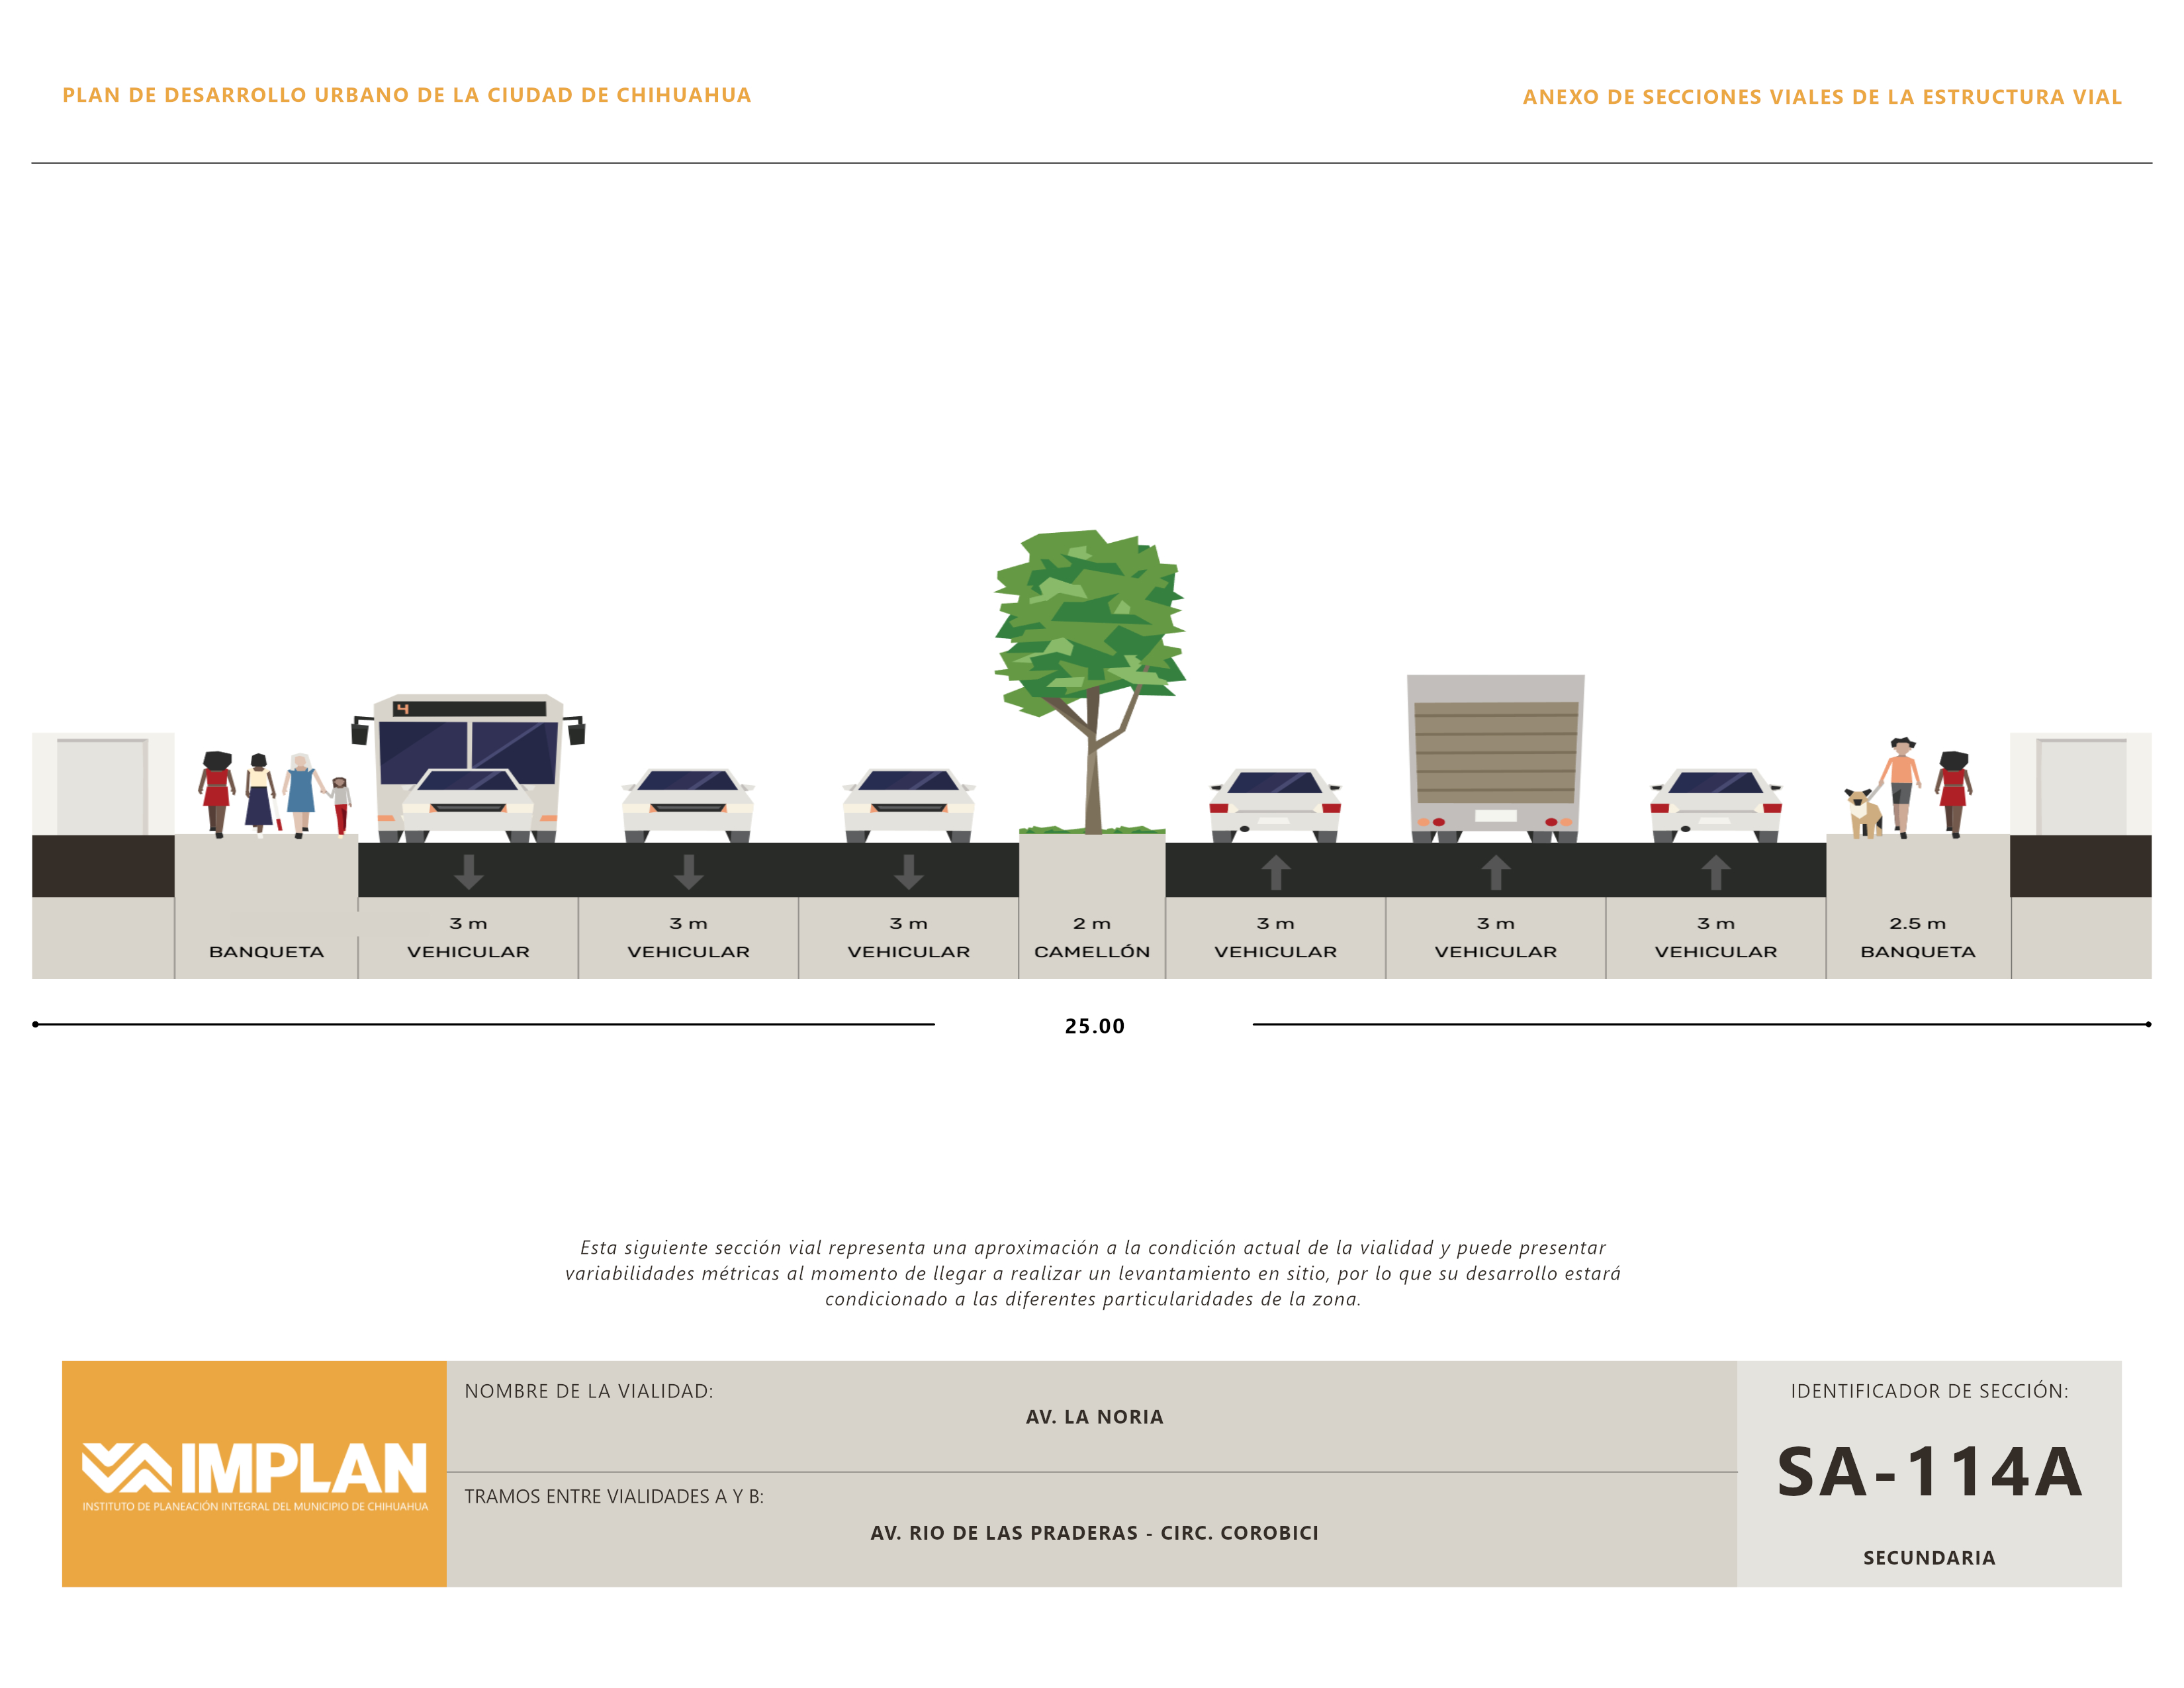 PLAN DE DESARROLLO URBANO DE LA CIUDAD DE CHIHUAHUA
ANEXO DE SECCIONES VIALES DE LA ESTRUCTURA VIAL
4
3 m 3 m 3 m 2 m 3 m 3 m 3 m 2.5 m
BANQUETA VEHICULAR VEHICULAR VEHICULAR CAMELLÓN VEHICULAR VEHICULAR VEHICULAR BANQUETA
25.00
Esta siguiente sección vial representa una aproximación a la condición actual de la vialidad y puede presentar
variabilidades métricas al momento de llegar a realizar un levantamiento en sitio, por lo que su desarrollo estará
condicionado a las diferentes particularidades de la zona.
IMPLAN
INSTITUTO DE PLANEACIÓN INTEGRAL DEL MUNICIPIO DE CHIHUAHUA
NOMBRE DE LA VIALIDAD:
AV. LA NORIA
TRAMOS ENTRE VIALIDADES A Y B:
AV. RIO DE LAS PRADERAS - CIRC. COROBICI
IDENTIFICADOR DE SECCIÓN:
SA-114A
SECUNDARIA